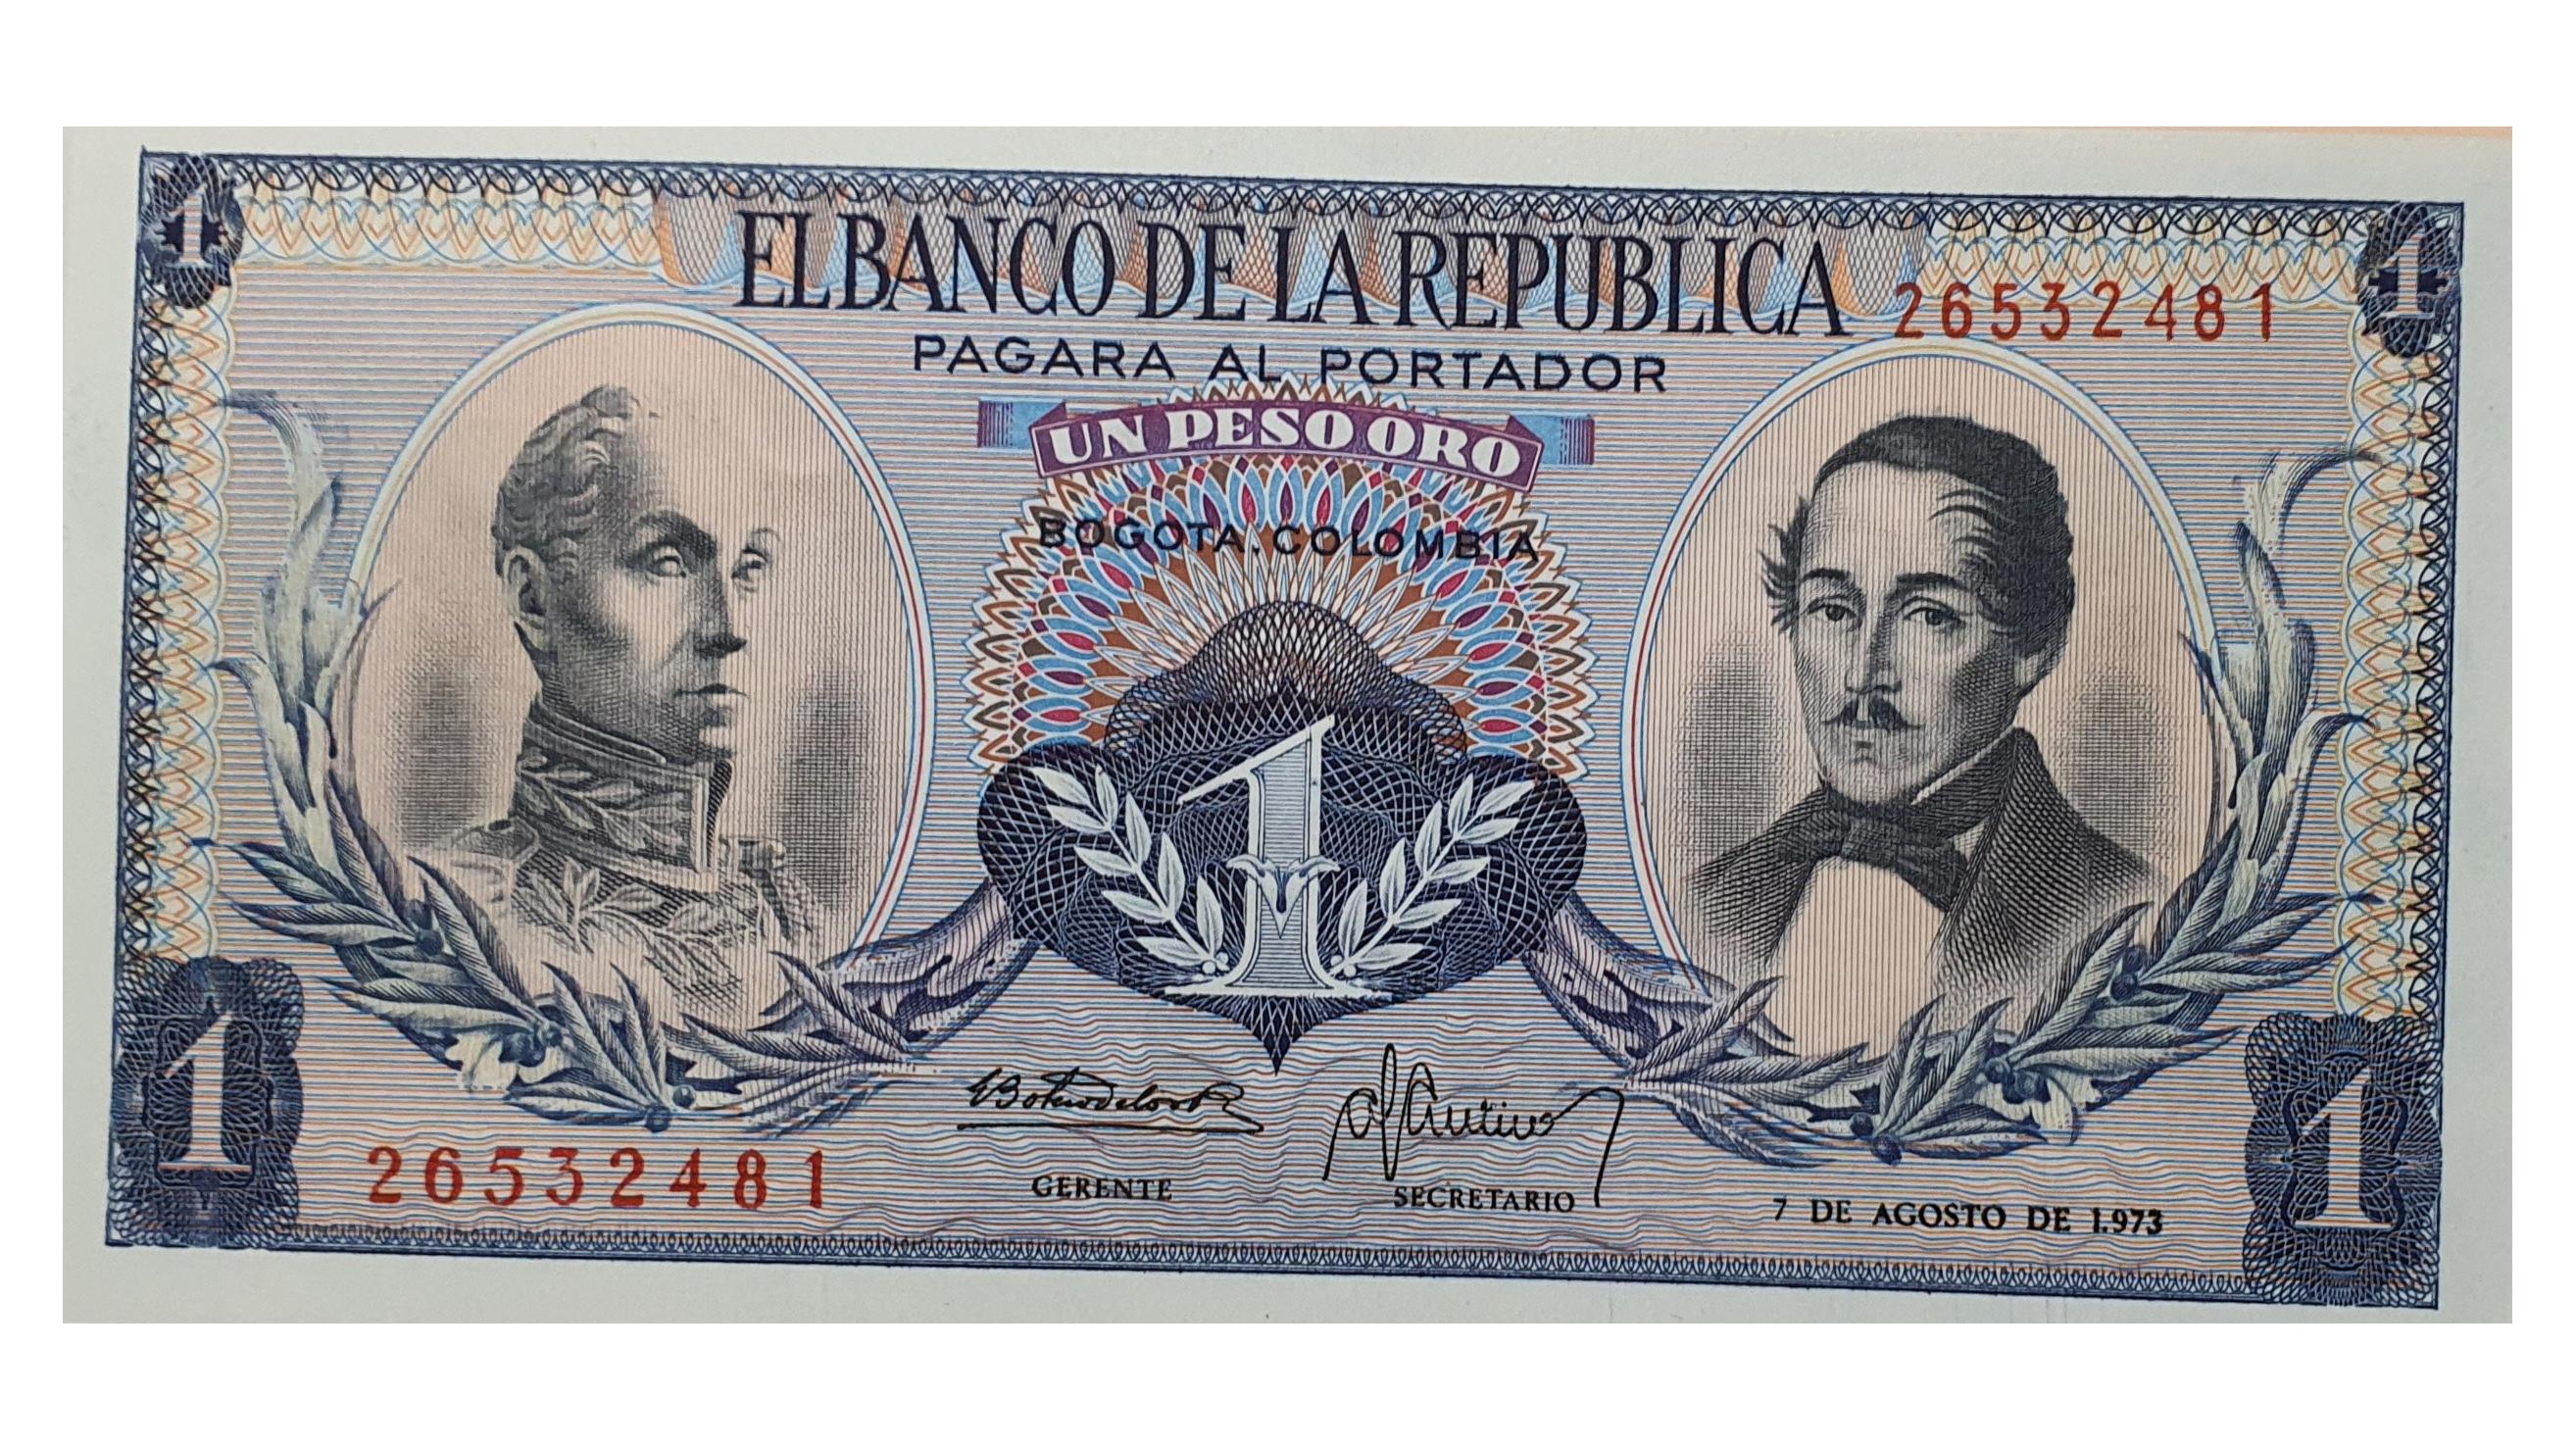 1
1
EL BANCO DE LA REPUBLICA
26532481
PAGARA AL PORTADOR
UN PESO ORO
BOGOTA, COLOMBIA
1
1
1
26532481
GERENTE
SECRETARIO
7 DE AGOSTO DE 1.973